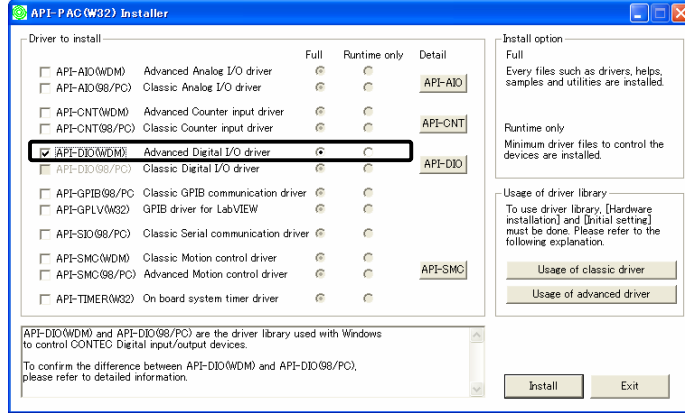 API-PAC(W32) Installer
Driver to install
Full Runtime only Detail
API-AIO(WDM) Advanced Analog I/O driver
API-AIO(98/PC) Classic Analog I/O driver
API-AIO
API-CNT(WDM) Advanced Counter input driver
API-CNT(98/PC) Classic Counter input driver
API-CNT
API-DIO(WDM) Advanced Digital I/O driver
API-DIO(98/PC) Classic Digital I/O driver
API-DIO
API-GPIB(98/PC Classic GPIB communication driver
API-GPLV(W32) GPIB driver for LabVIEW
API-SIO(98/PC) Classic Serial communication driver
API-SMC(WDM) Classic Motion control driver
API-SMC(98/PC) Advanced Motion control driver
API-SMC
API-TIMER(W32) On board system timer driver
Install option
Full
Every files such as drivers, helps,
samples and utilities are installed.
Runtime only
Minimum driver files to control the
devices are installed.
Usage of driver library
To use driver library, [Hardware
installation] and [Initial setting]
must be done. Please refer to the
following explanation.
Usage of classic driver
Usage of advanced driver
API-DIO(WDM) and API-DIO(98/PC) are the driver library used with Windows
to control CONTEC Digital input/output devices.
To confirm the difference between API-DIO(WDM) and API-DIO(98/PC),
please refer to detailed information.
Install Exit